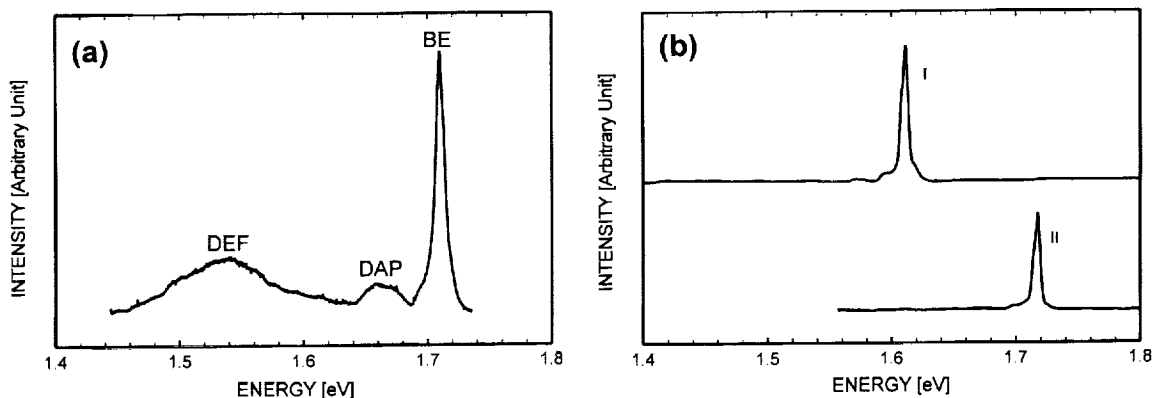 (a)
BE
DEF
DAP
INTENSITY [Arbitrary Unit]
1.4 1.5 1.6 1.7 1.8
ENERGY [eV]
(b)
I
II
INTENSITY [Arbitrary Unit]
1.4 1.5 1.6 1.7 1.8
ENERGY [eV]